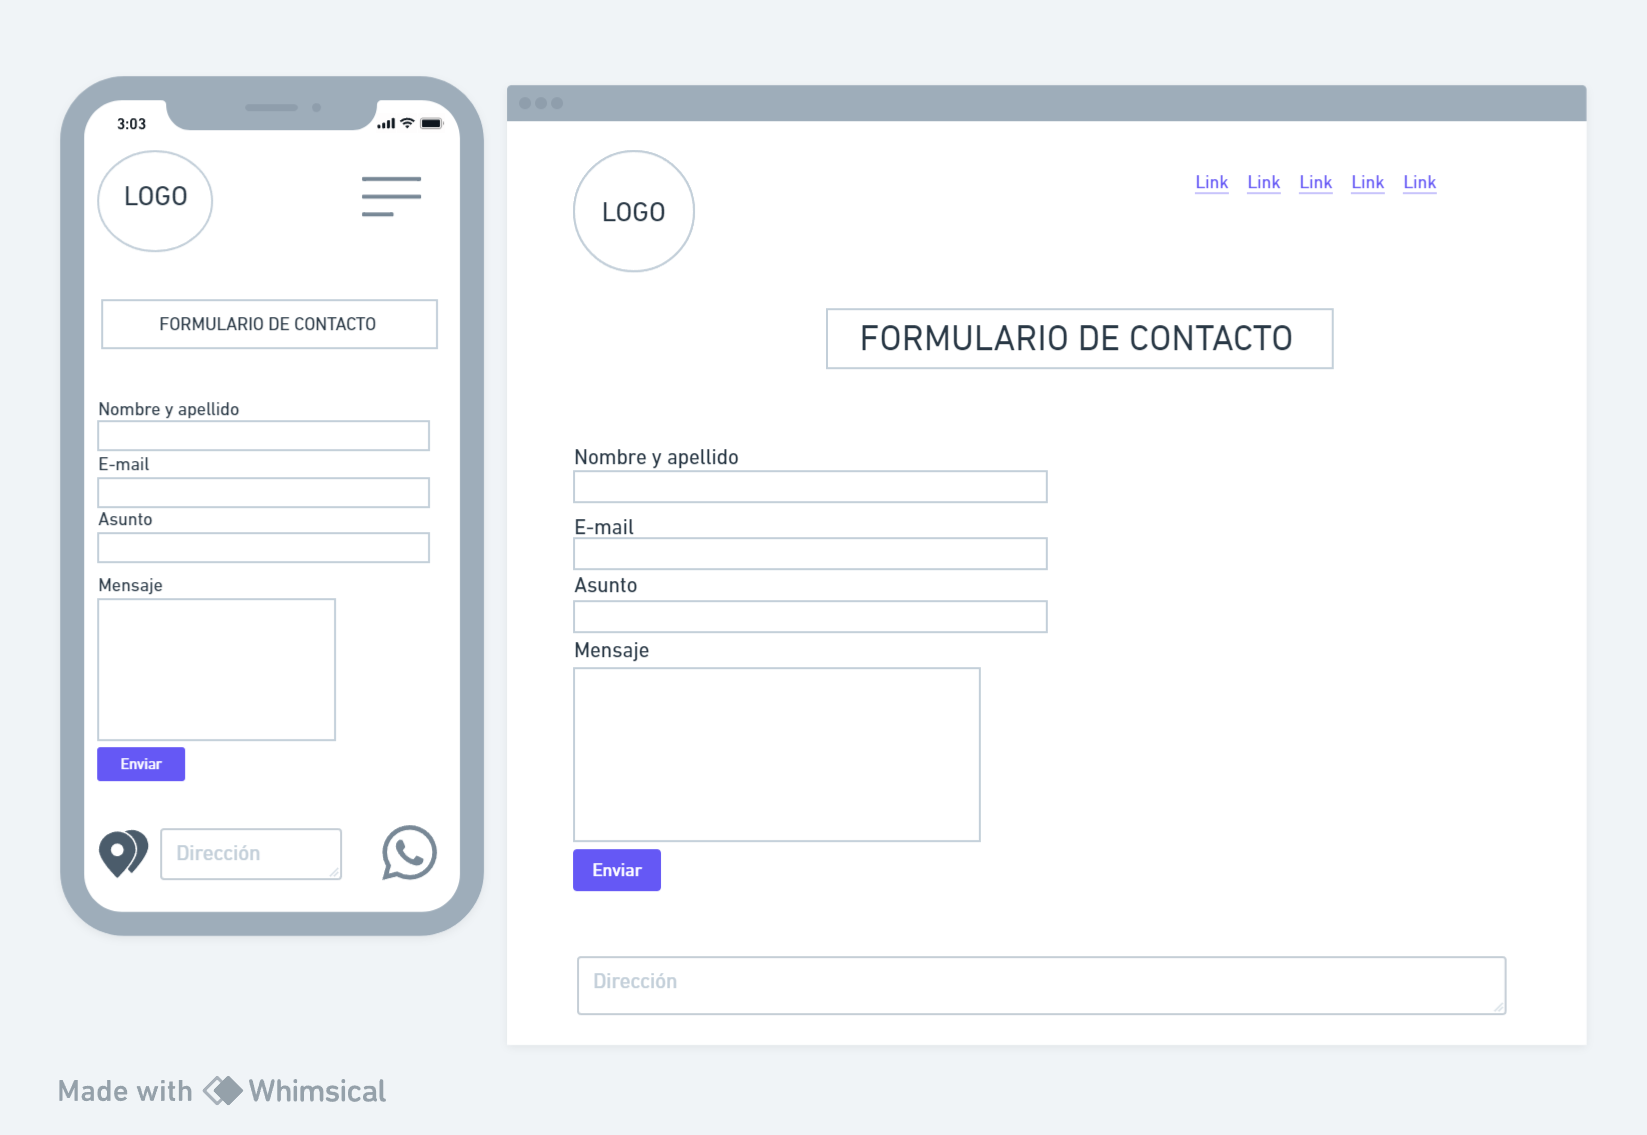 3:03
LOGO
FORMULARIO DE CONTACTO
Nombre y apellido
E-mail
Asunto
Mensaje
Enviar
Dirección
LOGO
Link Link Link Link Link
FORMULARIO DE CONTACTO
Nombre y apellido
E-mail
Asunto
Mensaje
Enviar
Dirección
Made with Whimsical